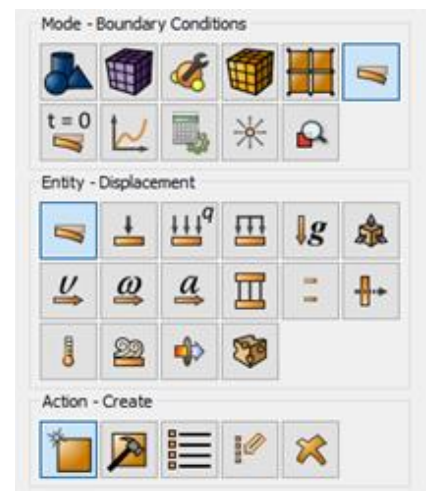 Mode - Boundary Conditions
t = 0
Entity - Displacement
q
g
v
ω
a
Action - Create